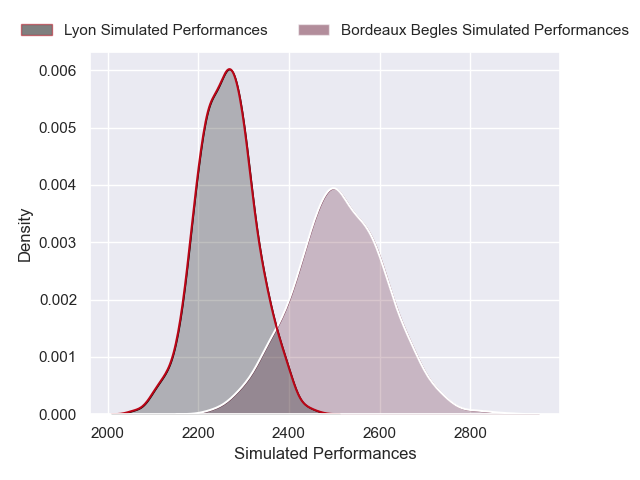 Lyon Simulated Performances Bordeaux Begles Simulated Performances
0.006
0.005
0.004
0.003
0.002
0.001
0.000
Density
2000 2200 2400 2600 2800
Simulated Performances